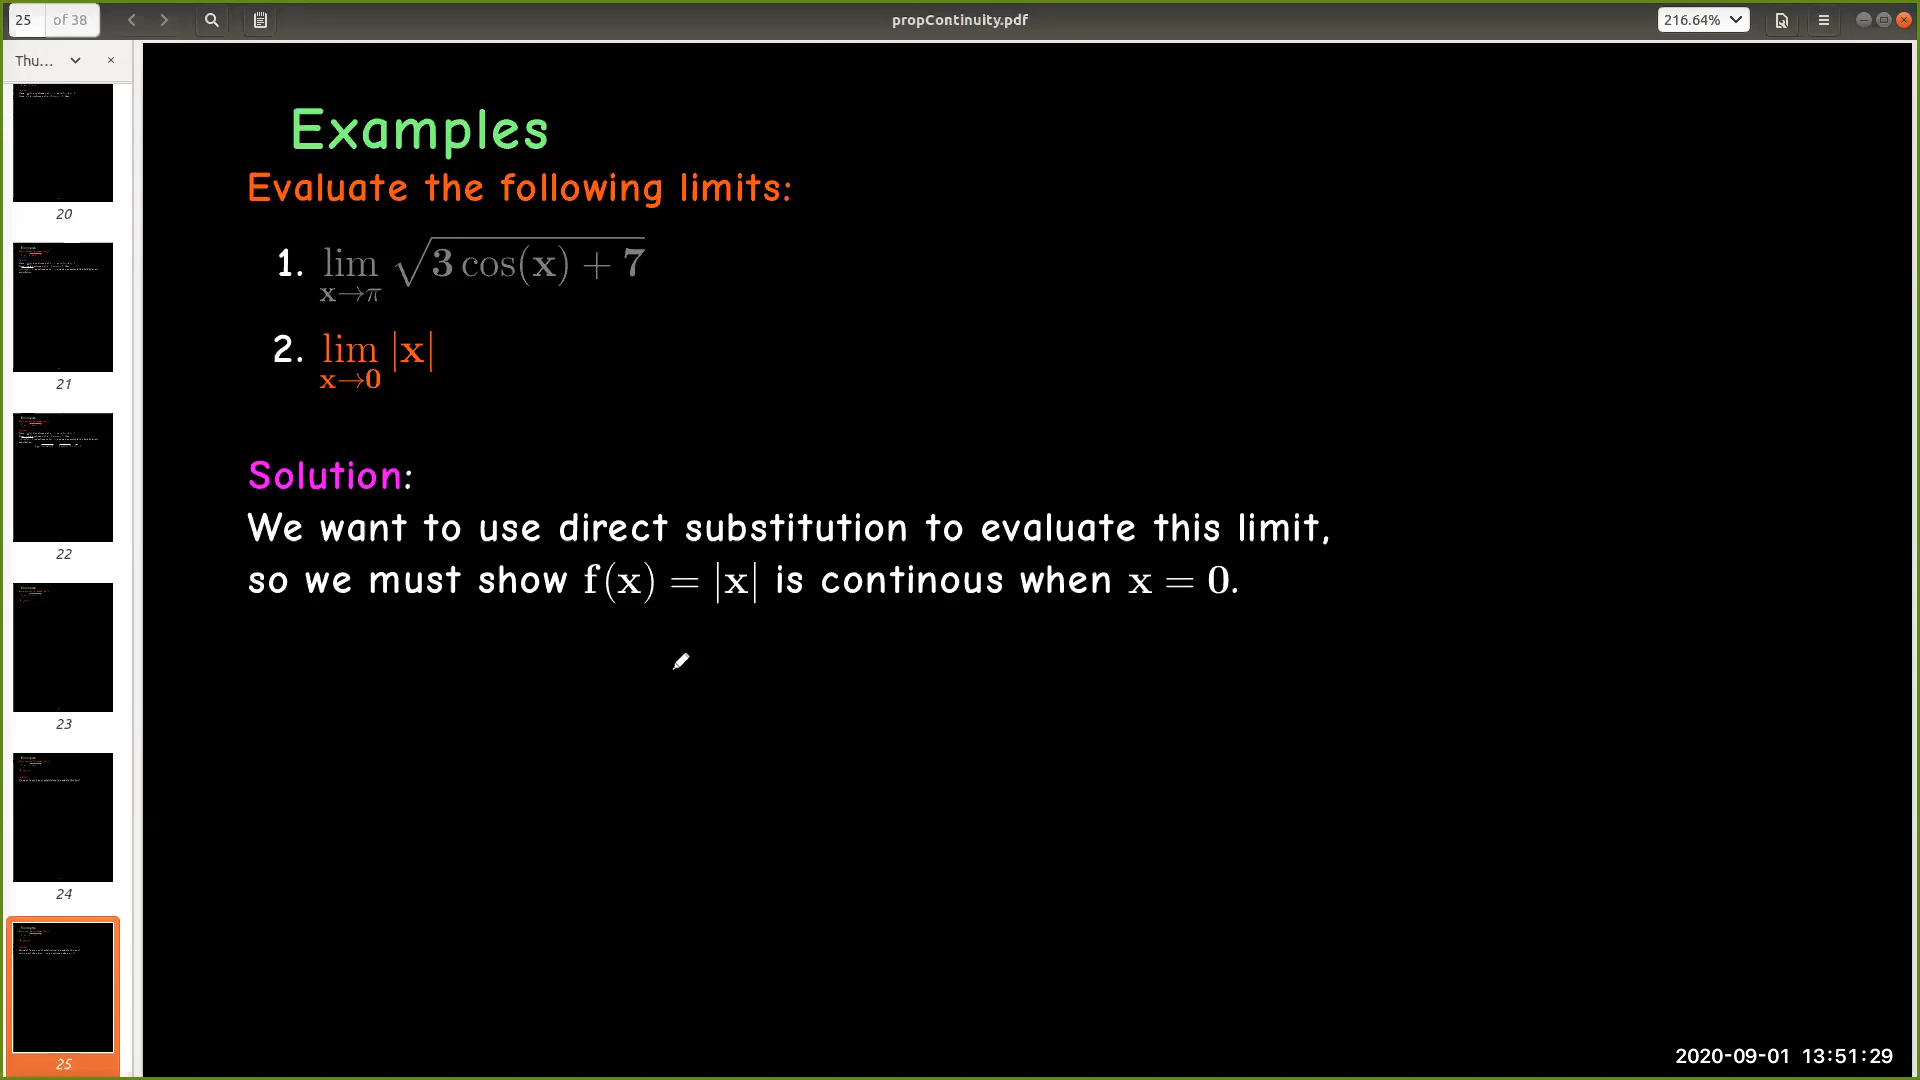 25 of 38
propContinuity.pdf
216.64%
Thu...
20
21
22
23
24
25
Examples
Evaluate the following limits:
1. lim x→π √3 cos(x) + 7
2. lim x→0 |x|
Solution:
We want to use direct substitution to evaluate this limit,
so we must show f(x) = |x| is continous when x = 0.
2020-09-01 13:51:29